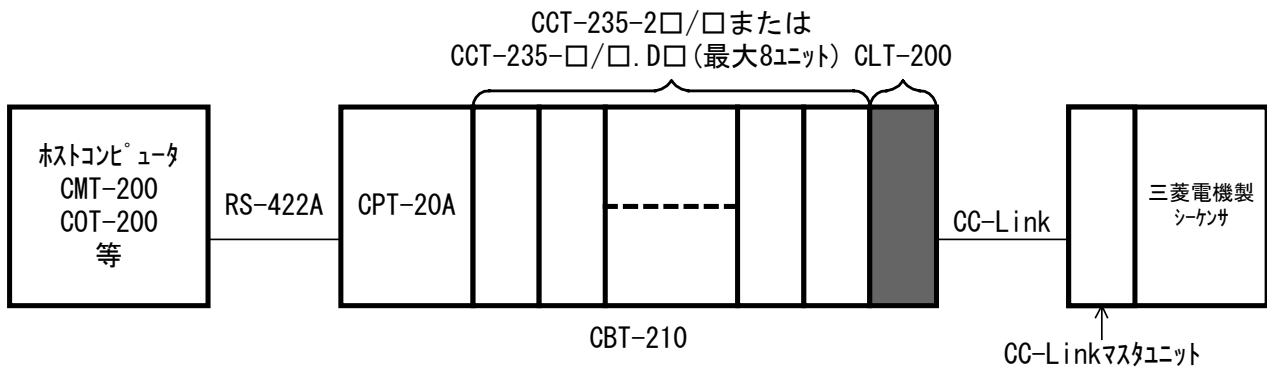 CCT-235-2□/□または
CCT-235-□/□.D□(最大8ﾕﾆｯﾄ) CLT-200
ﾎｽﾄｺﾝﾋﾟｭｰﾀ
CMT-200
COT-200
等
RS-422A
CPT-20A
CC-Link
三菱電機製
ｼｰｹﾝｻ
CBT-210
CC-Linkﾏｽﾀﾕﾆｯﾄ